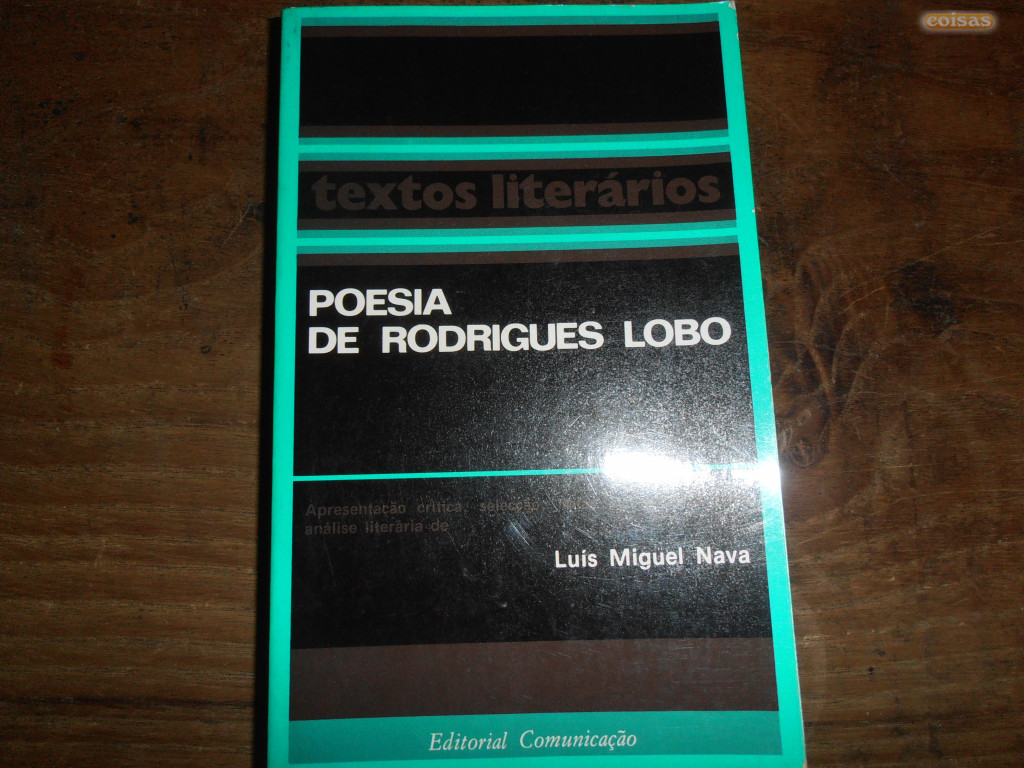 coisas
textos literários
POESIA
DE RODRIGUES LOBO
Apresentação crítica, selecção
análise literária de
Luís Miguel Nava
Editorial Comunicação